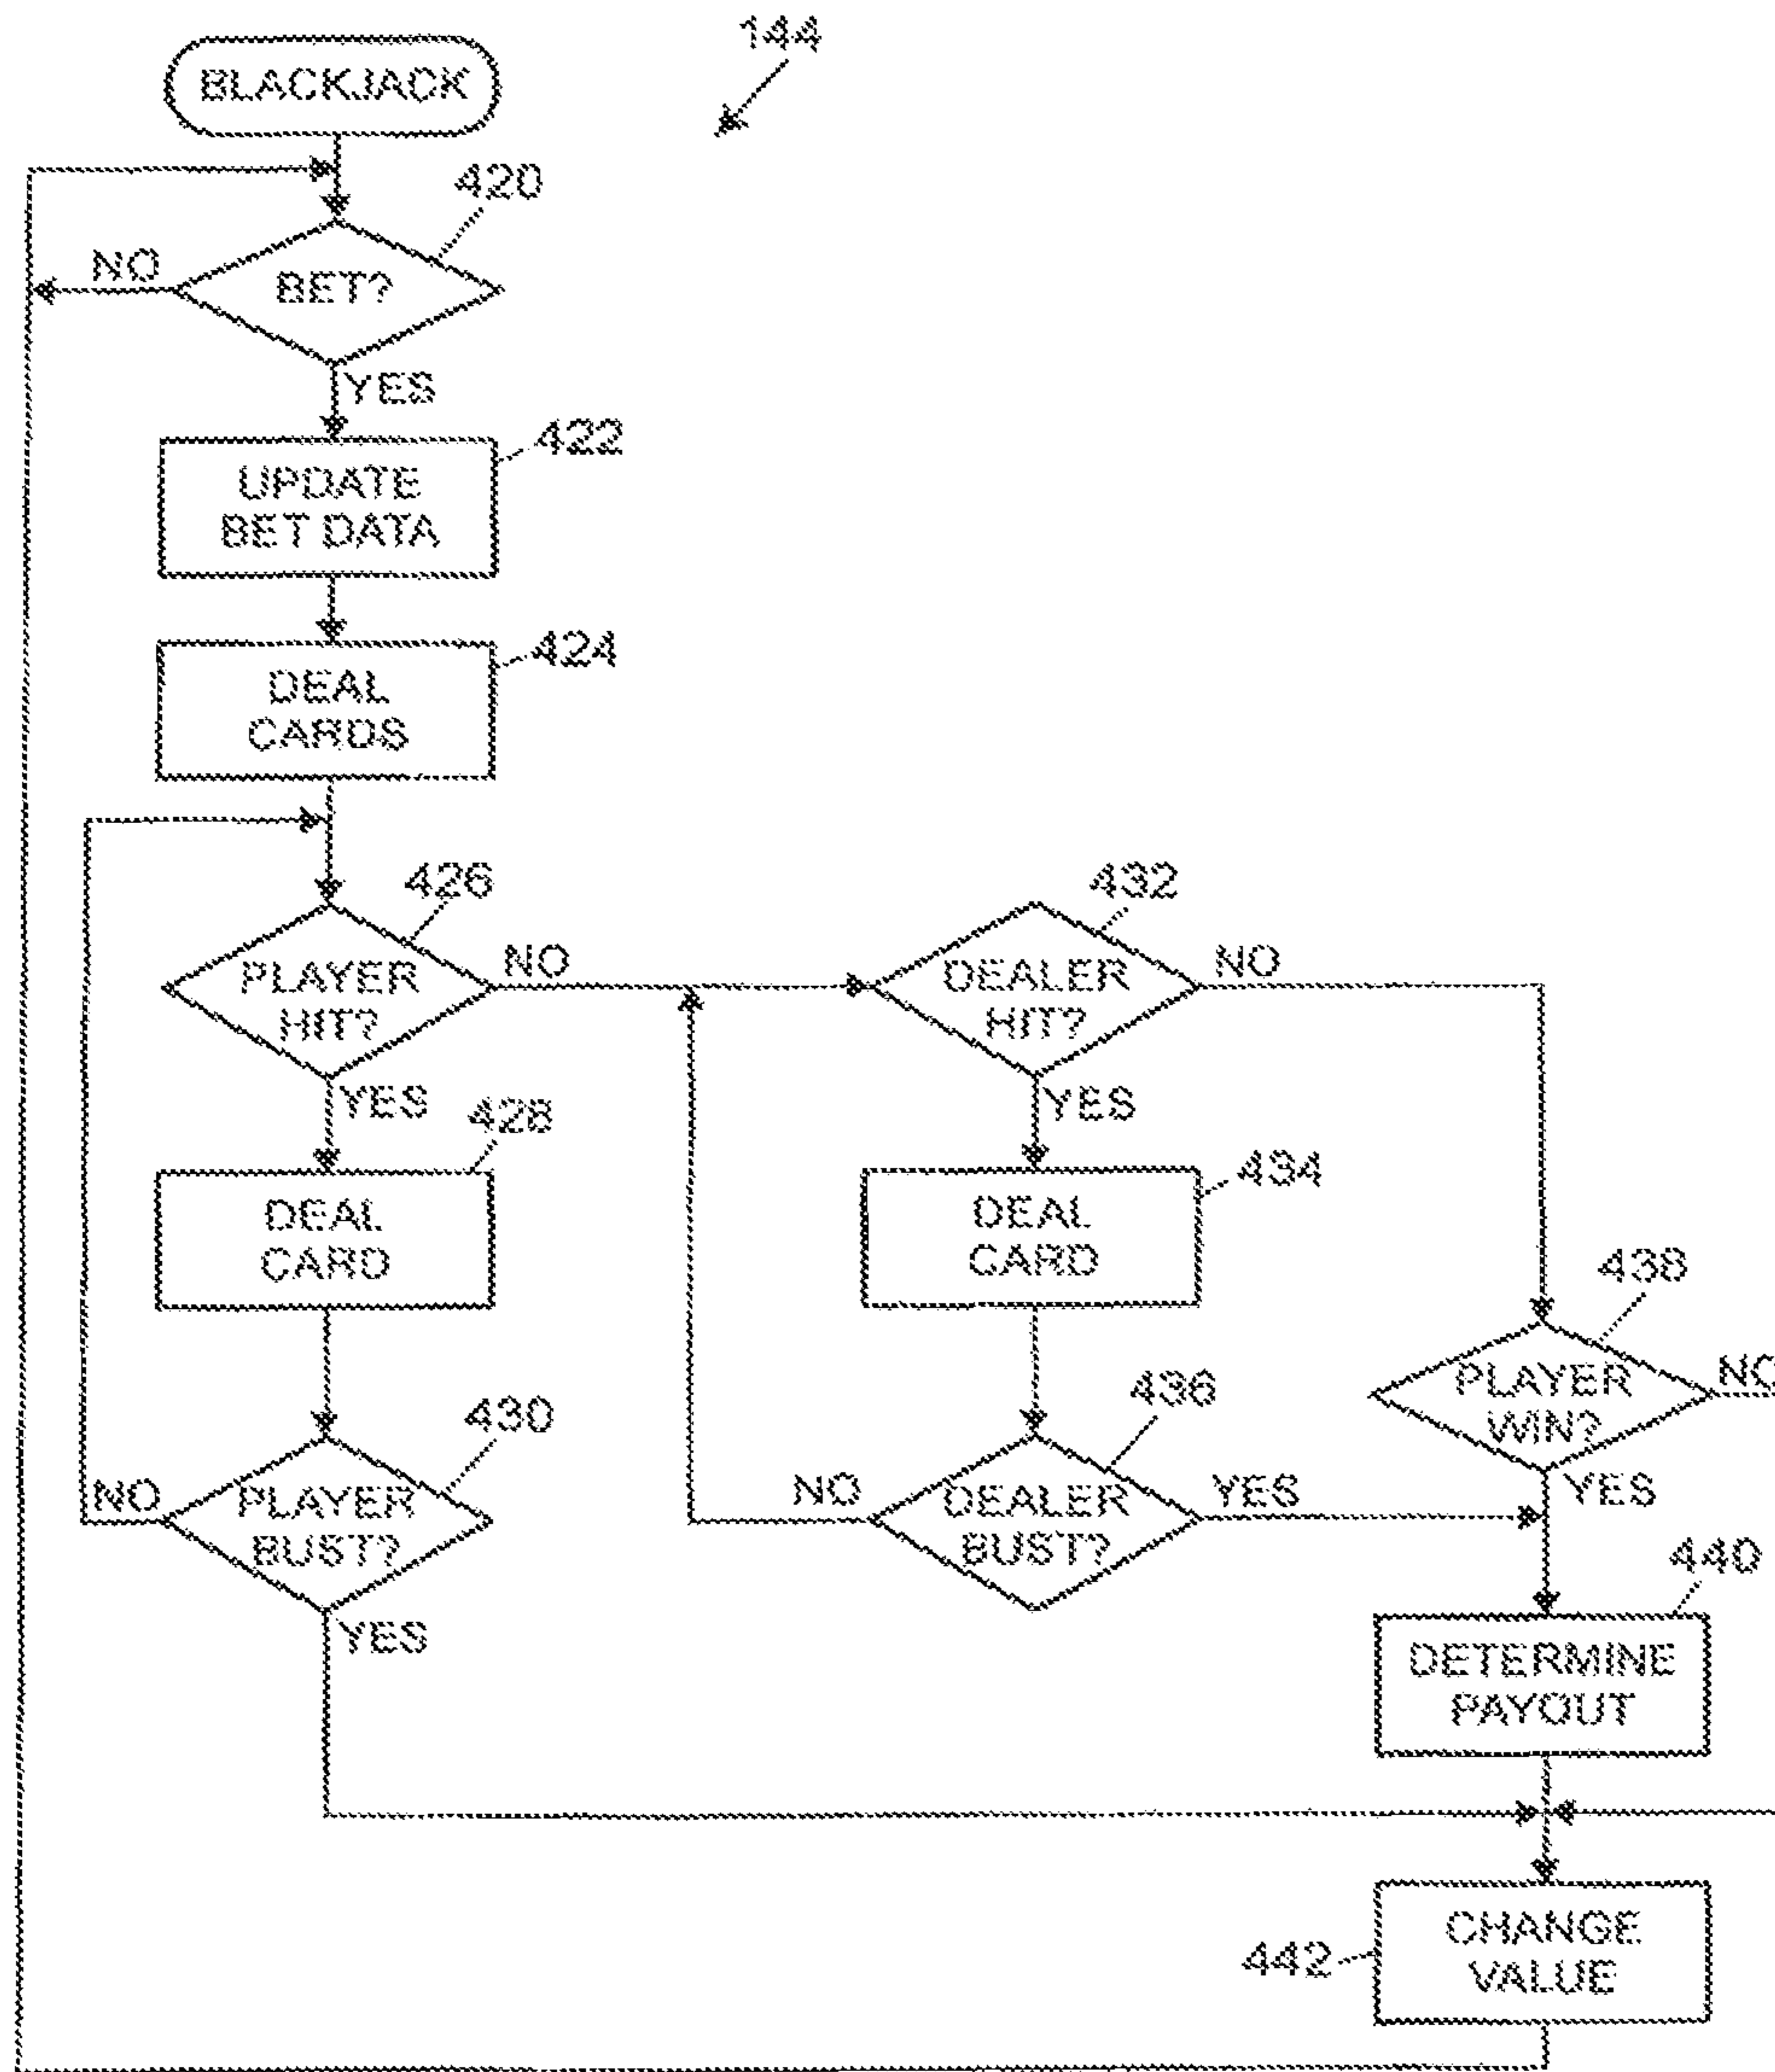 144
BLACKJACK
420
NO
BET?
YES
422
UPDATE
BET DATA
424
DEAL
CARDS
426
PLAYER
HIT?
NO
YES
428
DEAL
CARD
430
PLAYER
BUST?
NO
YES
432
DEALER
HIT?
NO
YES
434
DEAL
CARD
436
DEALER
BUST?
NO
YES
438
PLAYER
WIN?
NO
YES
440
DETERMINE
PAYOUT
442
CHANGE
VALUE